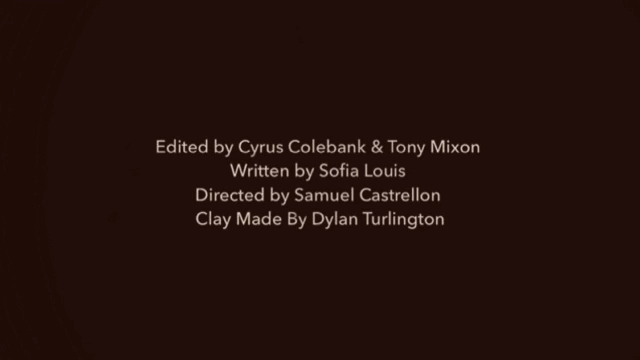 Edited by Cyrus Colebank & Tony Mixon
Written by Sofia Louis
Directed by Samuel Castrellon
Clay Made By Dylan Turlington